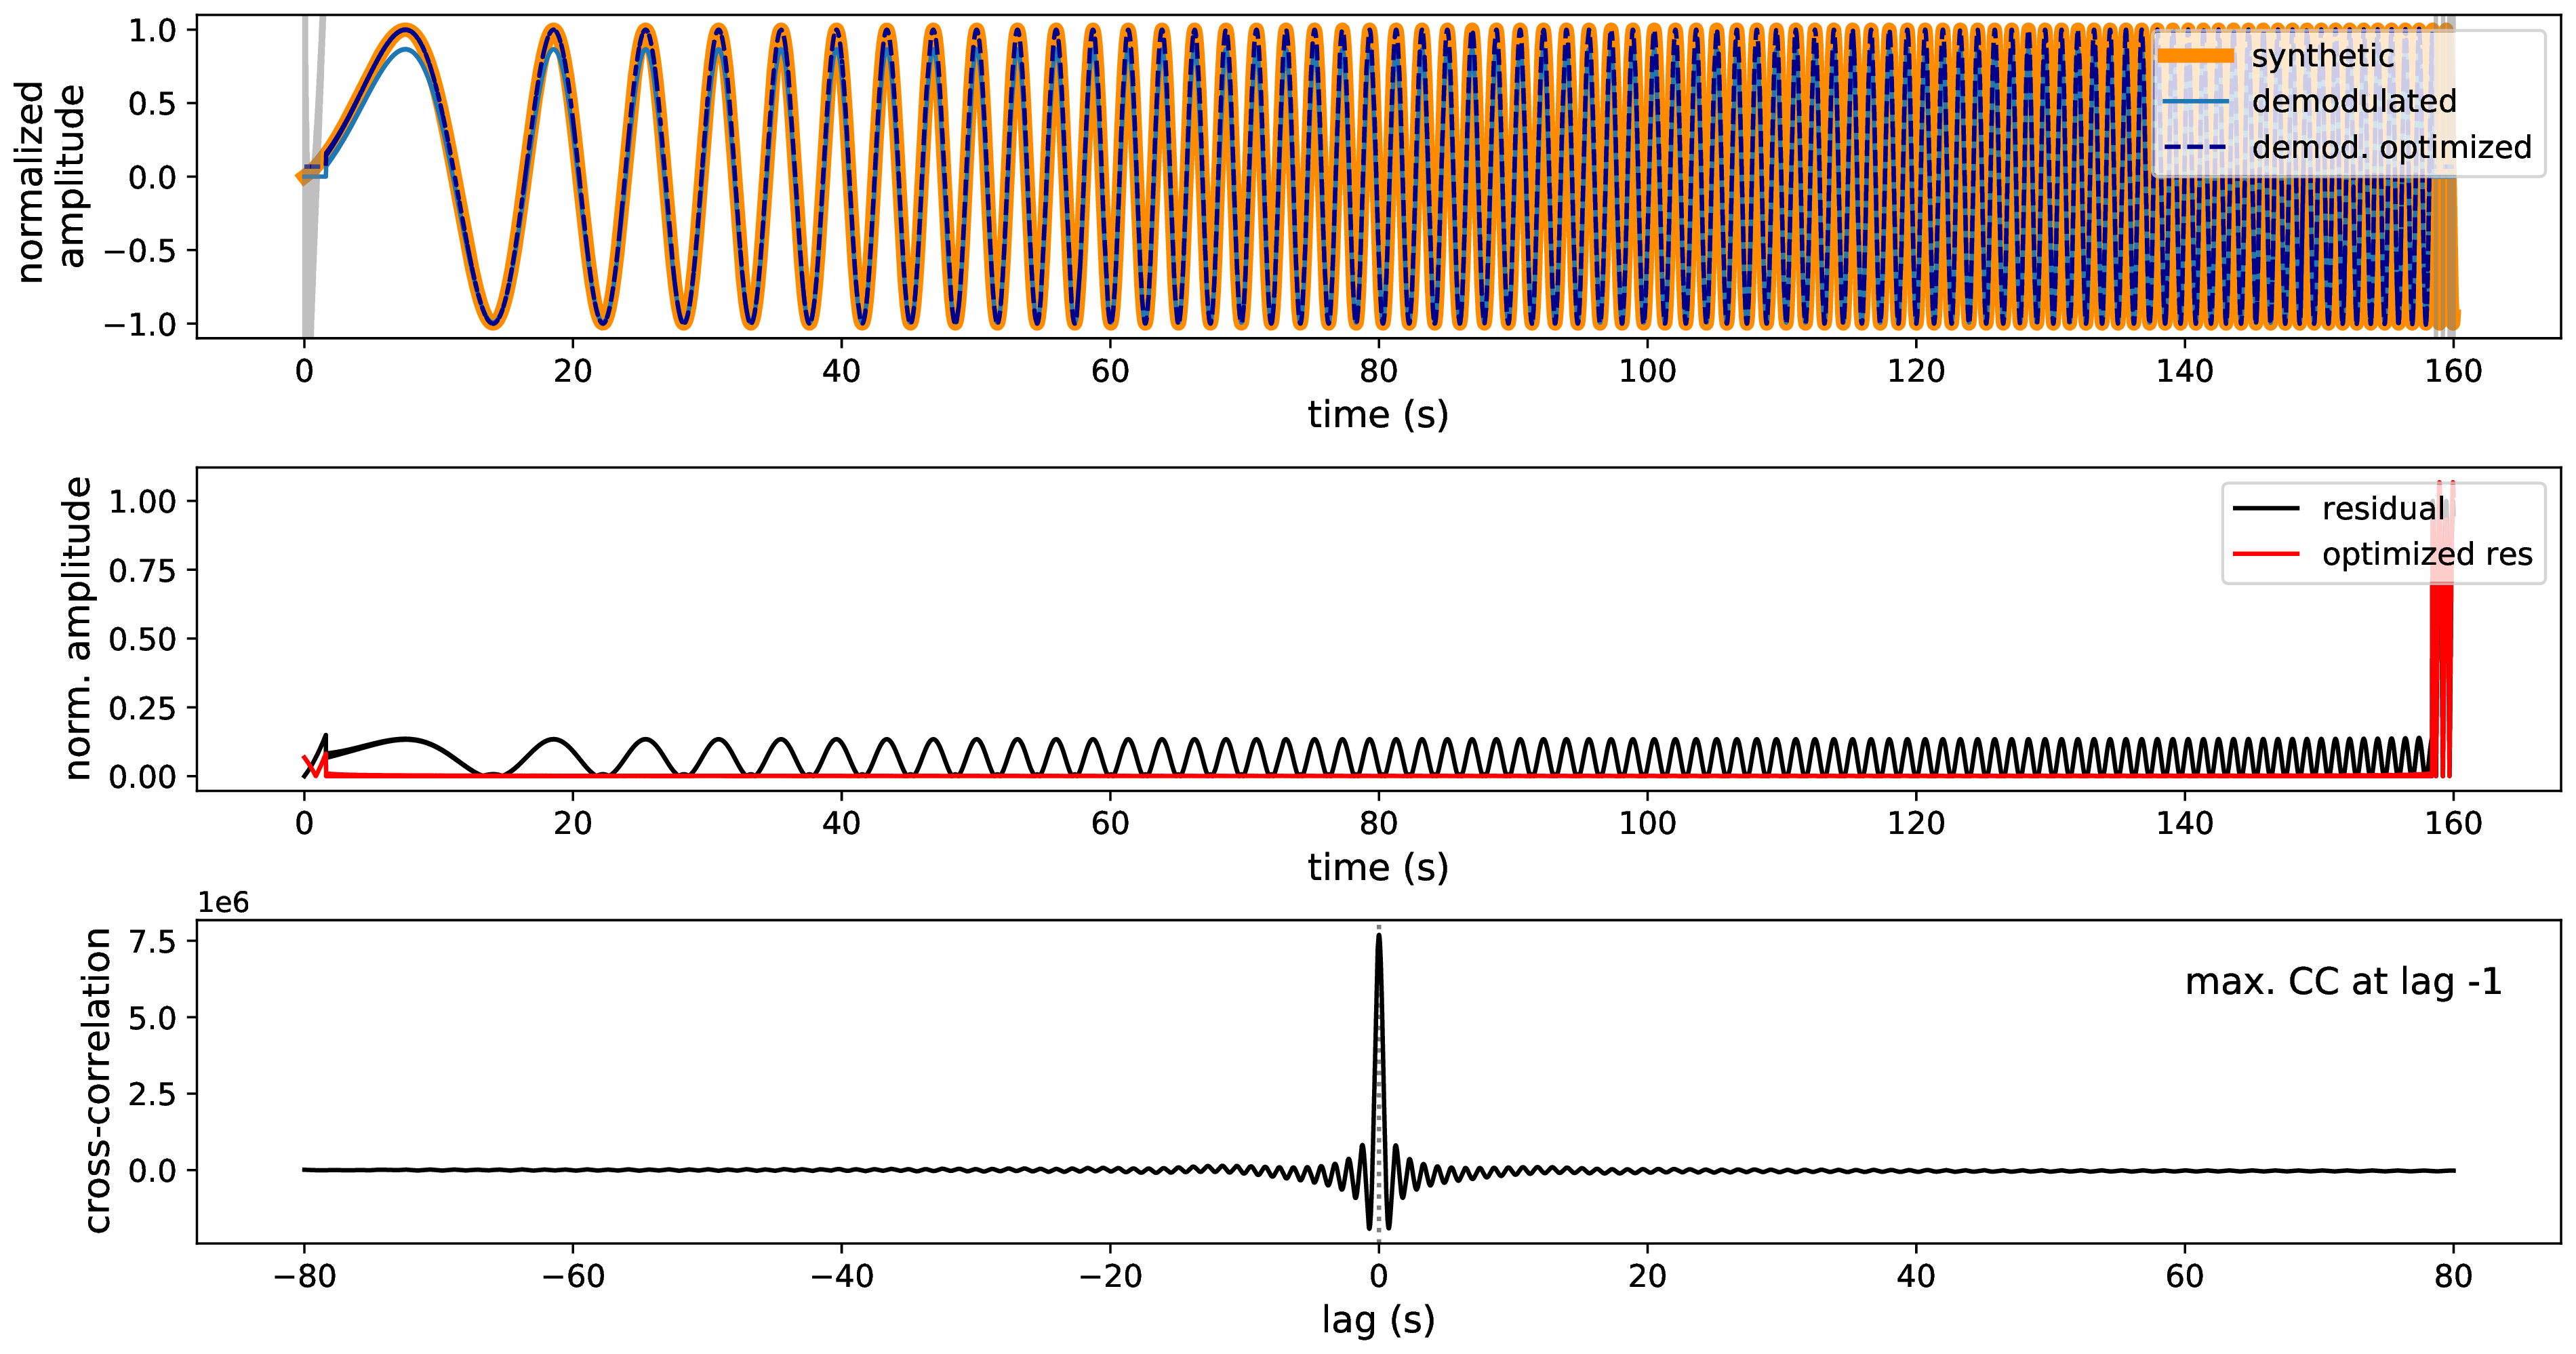 normalized
amplitude
1.0
0.5
0.0
−0.5
−1.0
synthetic
demodulated
demod. optimized
0 20 40 60 80 100 120 140 160
time (s)
norm. amplitude
1.00
0.75
0.50
0.25
0.00
residual
optimized res
0 20 40 60 80 100 120 140 160
time (s)
1e6
cross-correlation
7.5
5.0
2.5
0.0
max. CC at lag -1
−80 −60 −40 −20 0 20 40 60 80
lag (s)